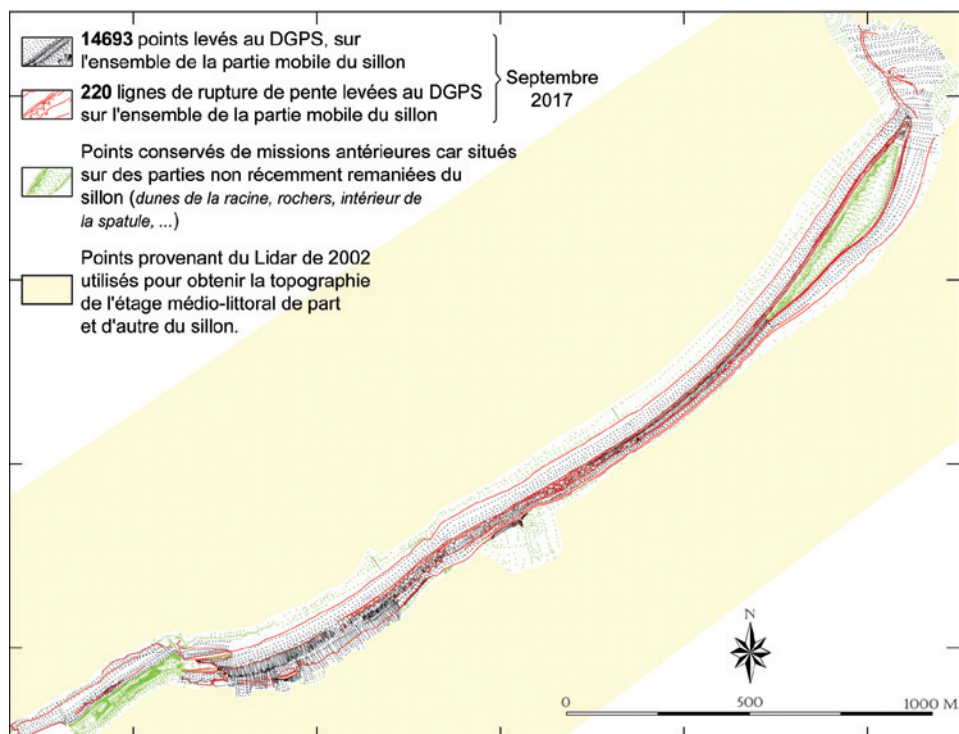 14693 points levés au DGPS, sur
l'ensemble de la partie mobile du sillon
220 lignes de rupture de pente levées au DGPS
sur l'ensemble de la partie mobile du sillon
Septembre
2017
Points conservés de missions antérieures car situés
sur des parties non récemment remaniées du
sillon (dunes de la racine, rochers, intérieur de
la spatule, ...)
Points provenant du Lidar de 2002
utilisés pour obtenir la topographie
de l'étage médio-littoral de part
et d'autre du sillon.
N
0 500 1000 M.